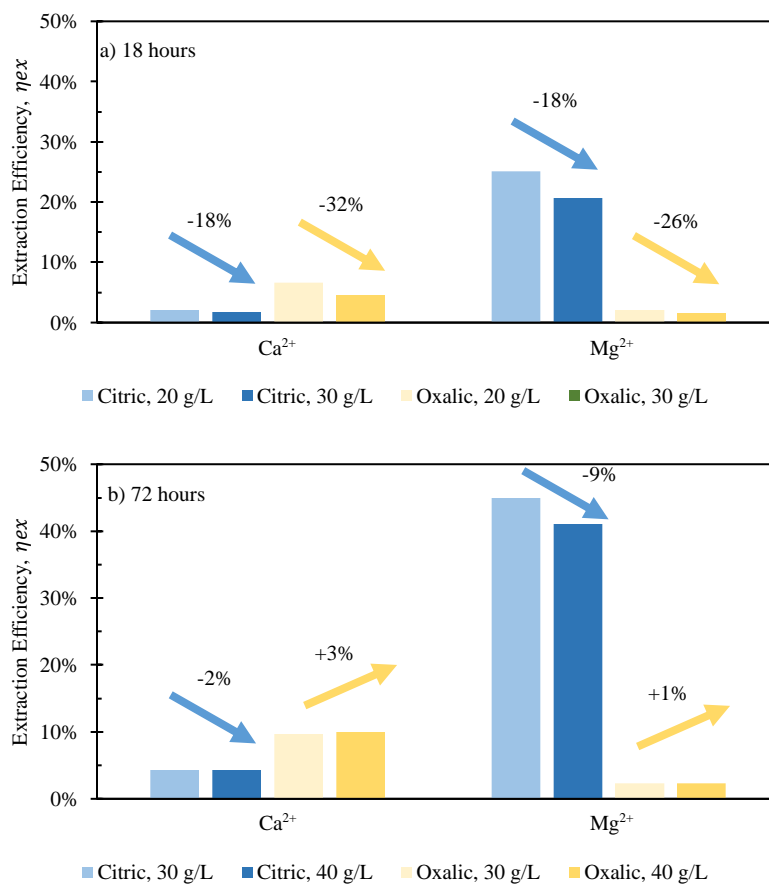 a) 18 hours
50%
40%
30%
20%
10%
0%
Extraction Efficiency, ηex
-18%
-32%
-18%
-26%
Ca²⁺ Mg²⁺
Citric, 20 g/L Citric, 30 g/L Oxalic, 20 g/L Oxalic, 30 g/L
b) 72 hours
50%
40%
30%
20%
10%
0%
Extraction Efficiency, ηex
-2%
+3%
-9%
+1%
Ca²⁺ Mg²⁺
Citric, 30 g/L Citric, 40 g/L Oxalic, 30 g/L Oxalic, 40 g/L